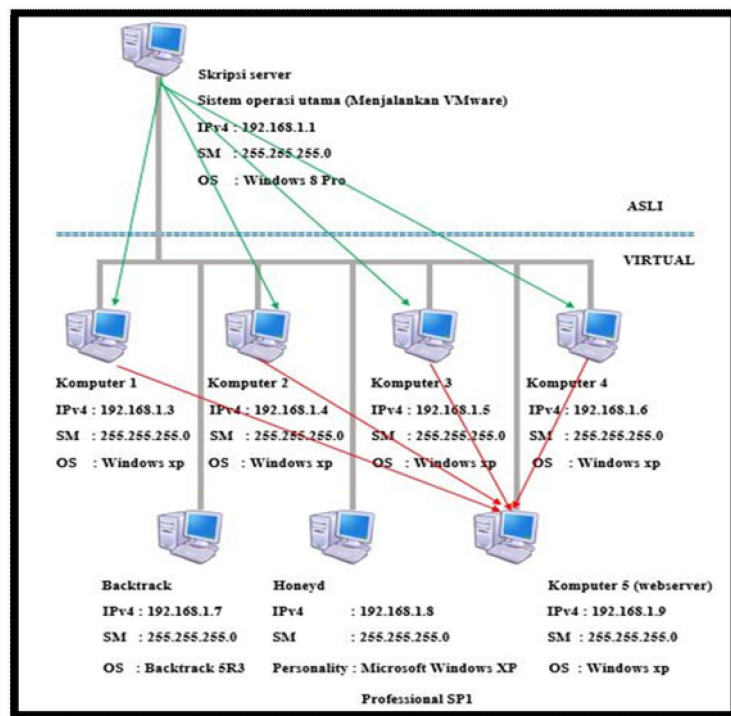 Skripsi server
Sistem operasi utama (Menjalankan VMware)
IPv4 : 192.168.1.1
SM : 255.255.255.0
OS : Windows 8 Pro
ASLI
VIRTUAL
Komputer 1
IPv4 : 192.168.1.3
SM : 255.255.255.0
OS : Windows xp
Komputer 2
IPv4 : 192.168.1.4
SM : 255.255.255.0
OS : Windows xp
Komputer 3
IPv4 : 192.168.1.5
SM : 255.255.255.0
OS : Windows xp
Komputer 4
IPv4 : 192.168.1.6
SM : 255.255.255.0
OS : Windows xp
Backtrack
IPv4 : 192.168.1.7
SM : 255.255.255.0
OS : Backtrack 5R3
Honeyd
IPv4 : 192.168.1.8
SM : 255.255.255.0
Personality : Microsoft Windows XP
Professional SP1
Komputer 5 (webserver)
IPv4 : 192.168.1.9
SM : 255.255.255.0
OS : Windows xp